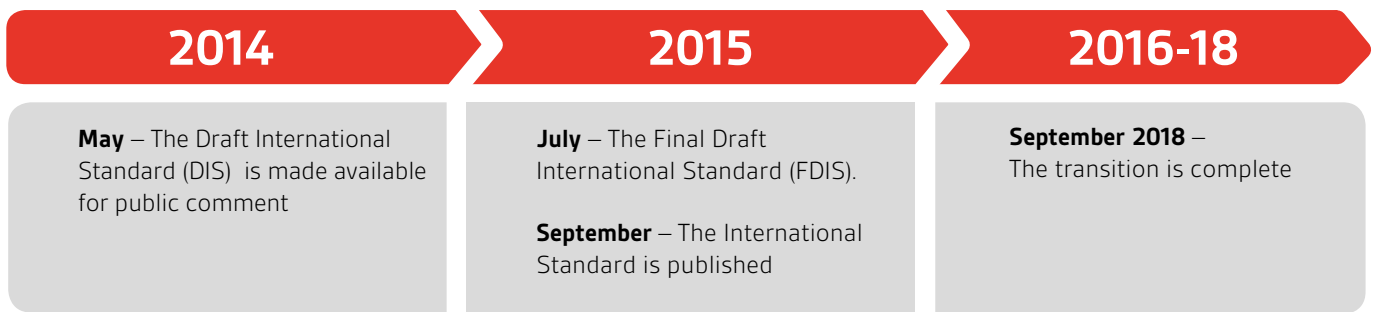 2014
2015
2016-18
May – The Draft International
Standard (DIS)  is made available
for public comment
July – The Final Draft
International Standard (FDIS).
September – The International
Standard is published
September 2018 –
The transition is complete